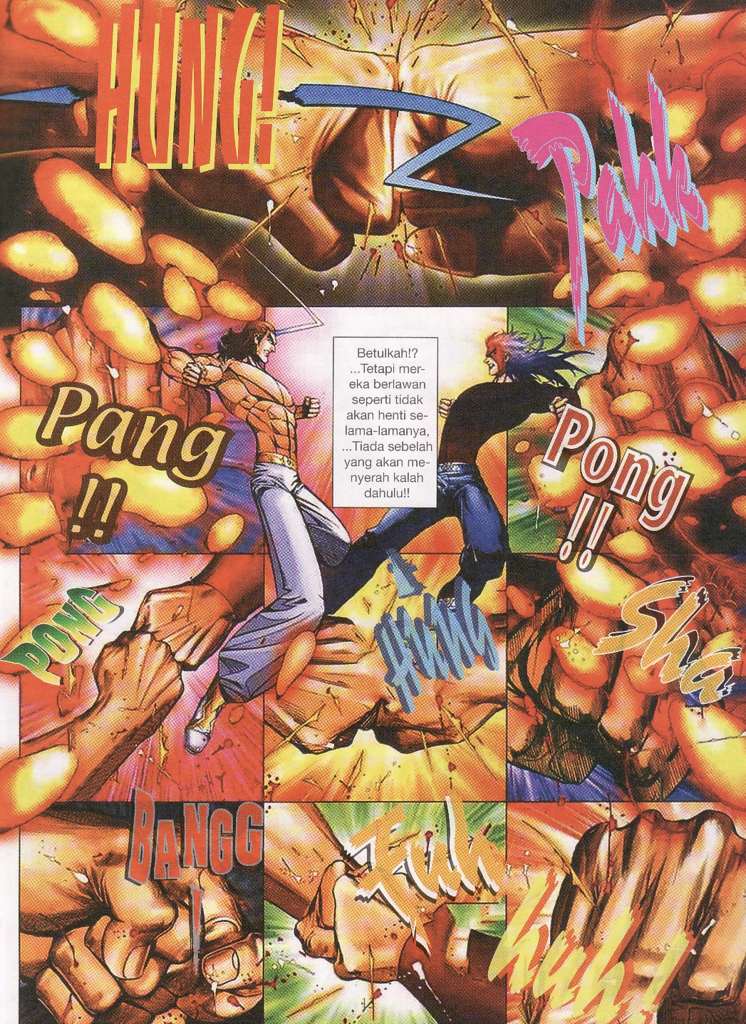 HUNG!
Pakk
Betulkah!?
...Tetapi mer-
eka berlawan
seperti tidak
akan henti se-
lama-lamanya,
...Tiada sebelah
yang akan me-
nyerah kalah
dahulu!!
Pang
!!
Pong
!!
PONG
HUNG
Sha
BANGG
!
Fuh
huh!